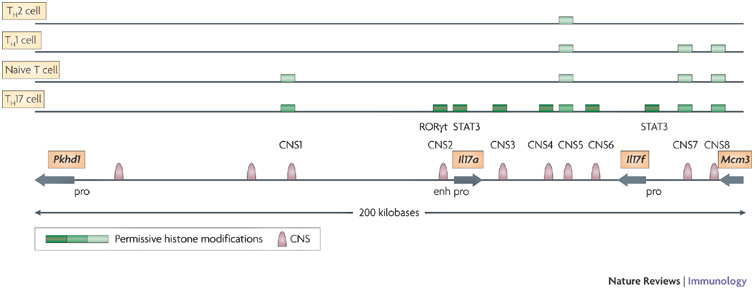 TH2 cell
TH1 cell
Naive T cell
TH17 cell
RORγt STAT3 STAT3
CNS1 CNS2 Il17a CNS3 CNS4 CNS5 CNS6 Il17f CNS7 CNS8
Pkhd1 Mcm3
pro enh pro pro
200 kilobases
Permissive histone modifications CNS
Nature Reviews | Immunology